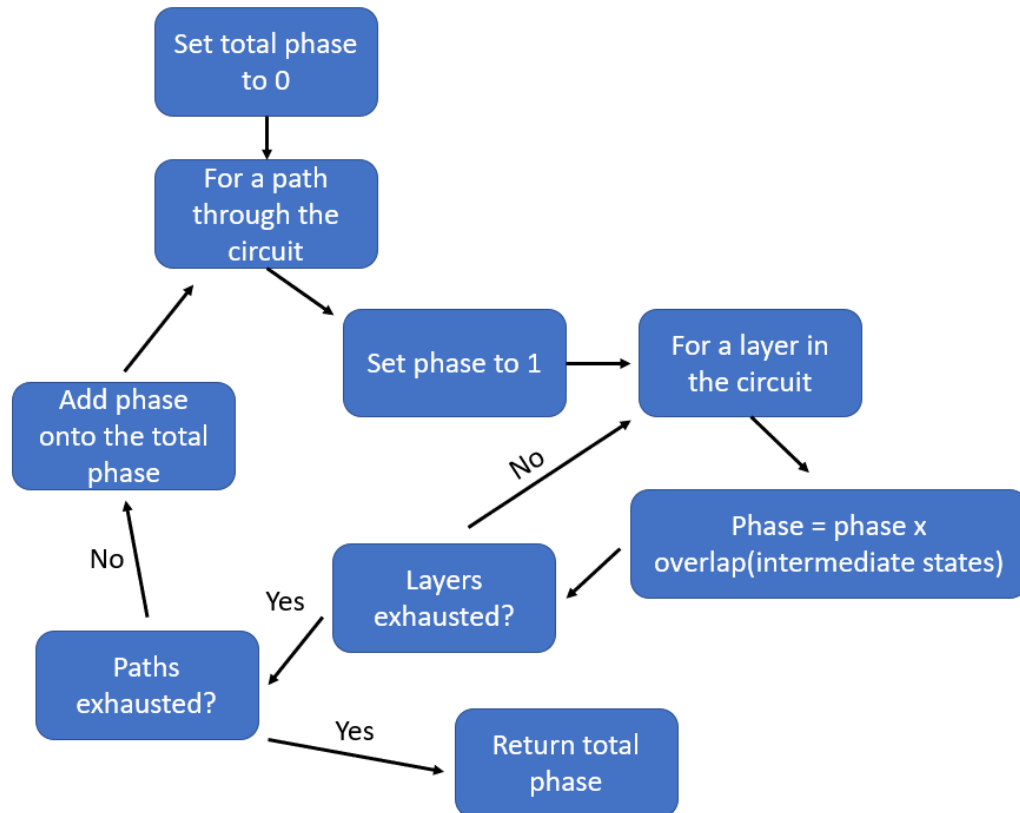 Set total phase
to 0
For a path
through the
circuit
Set phase to 1
For a layer in
the circuit
Add phase
onto the total
phase
No
Phase = phase x
overlap(intermediate states)
No
Layers
exhausted?
Yes
Paths
exhausted?
Yes
Return total
phase